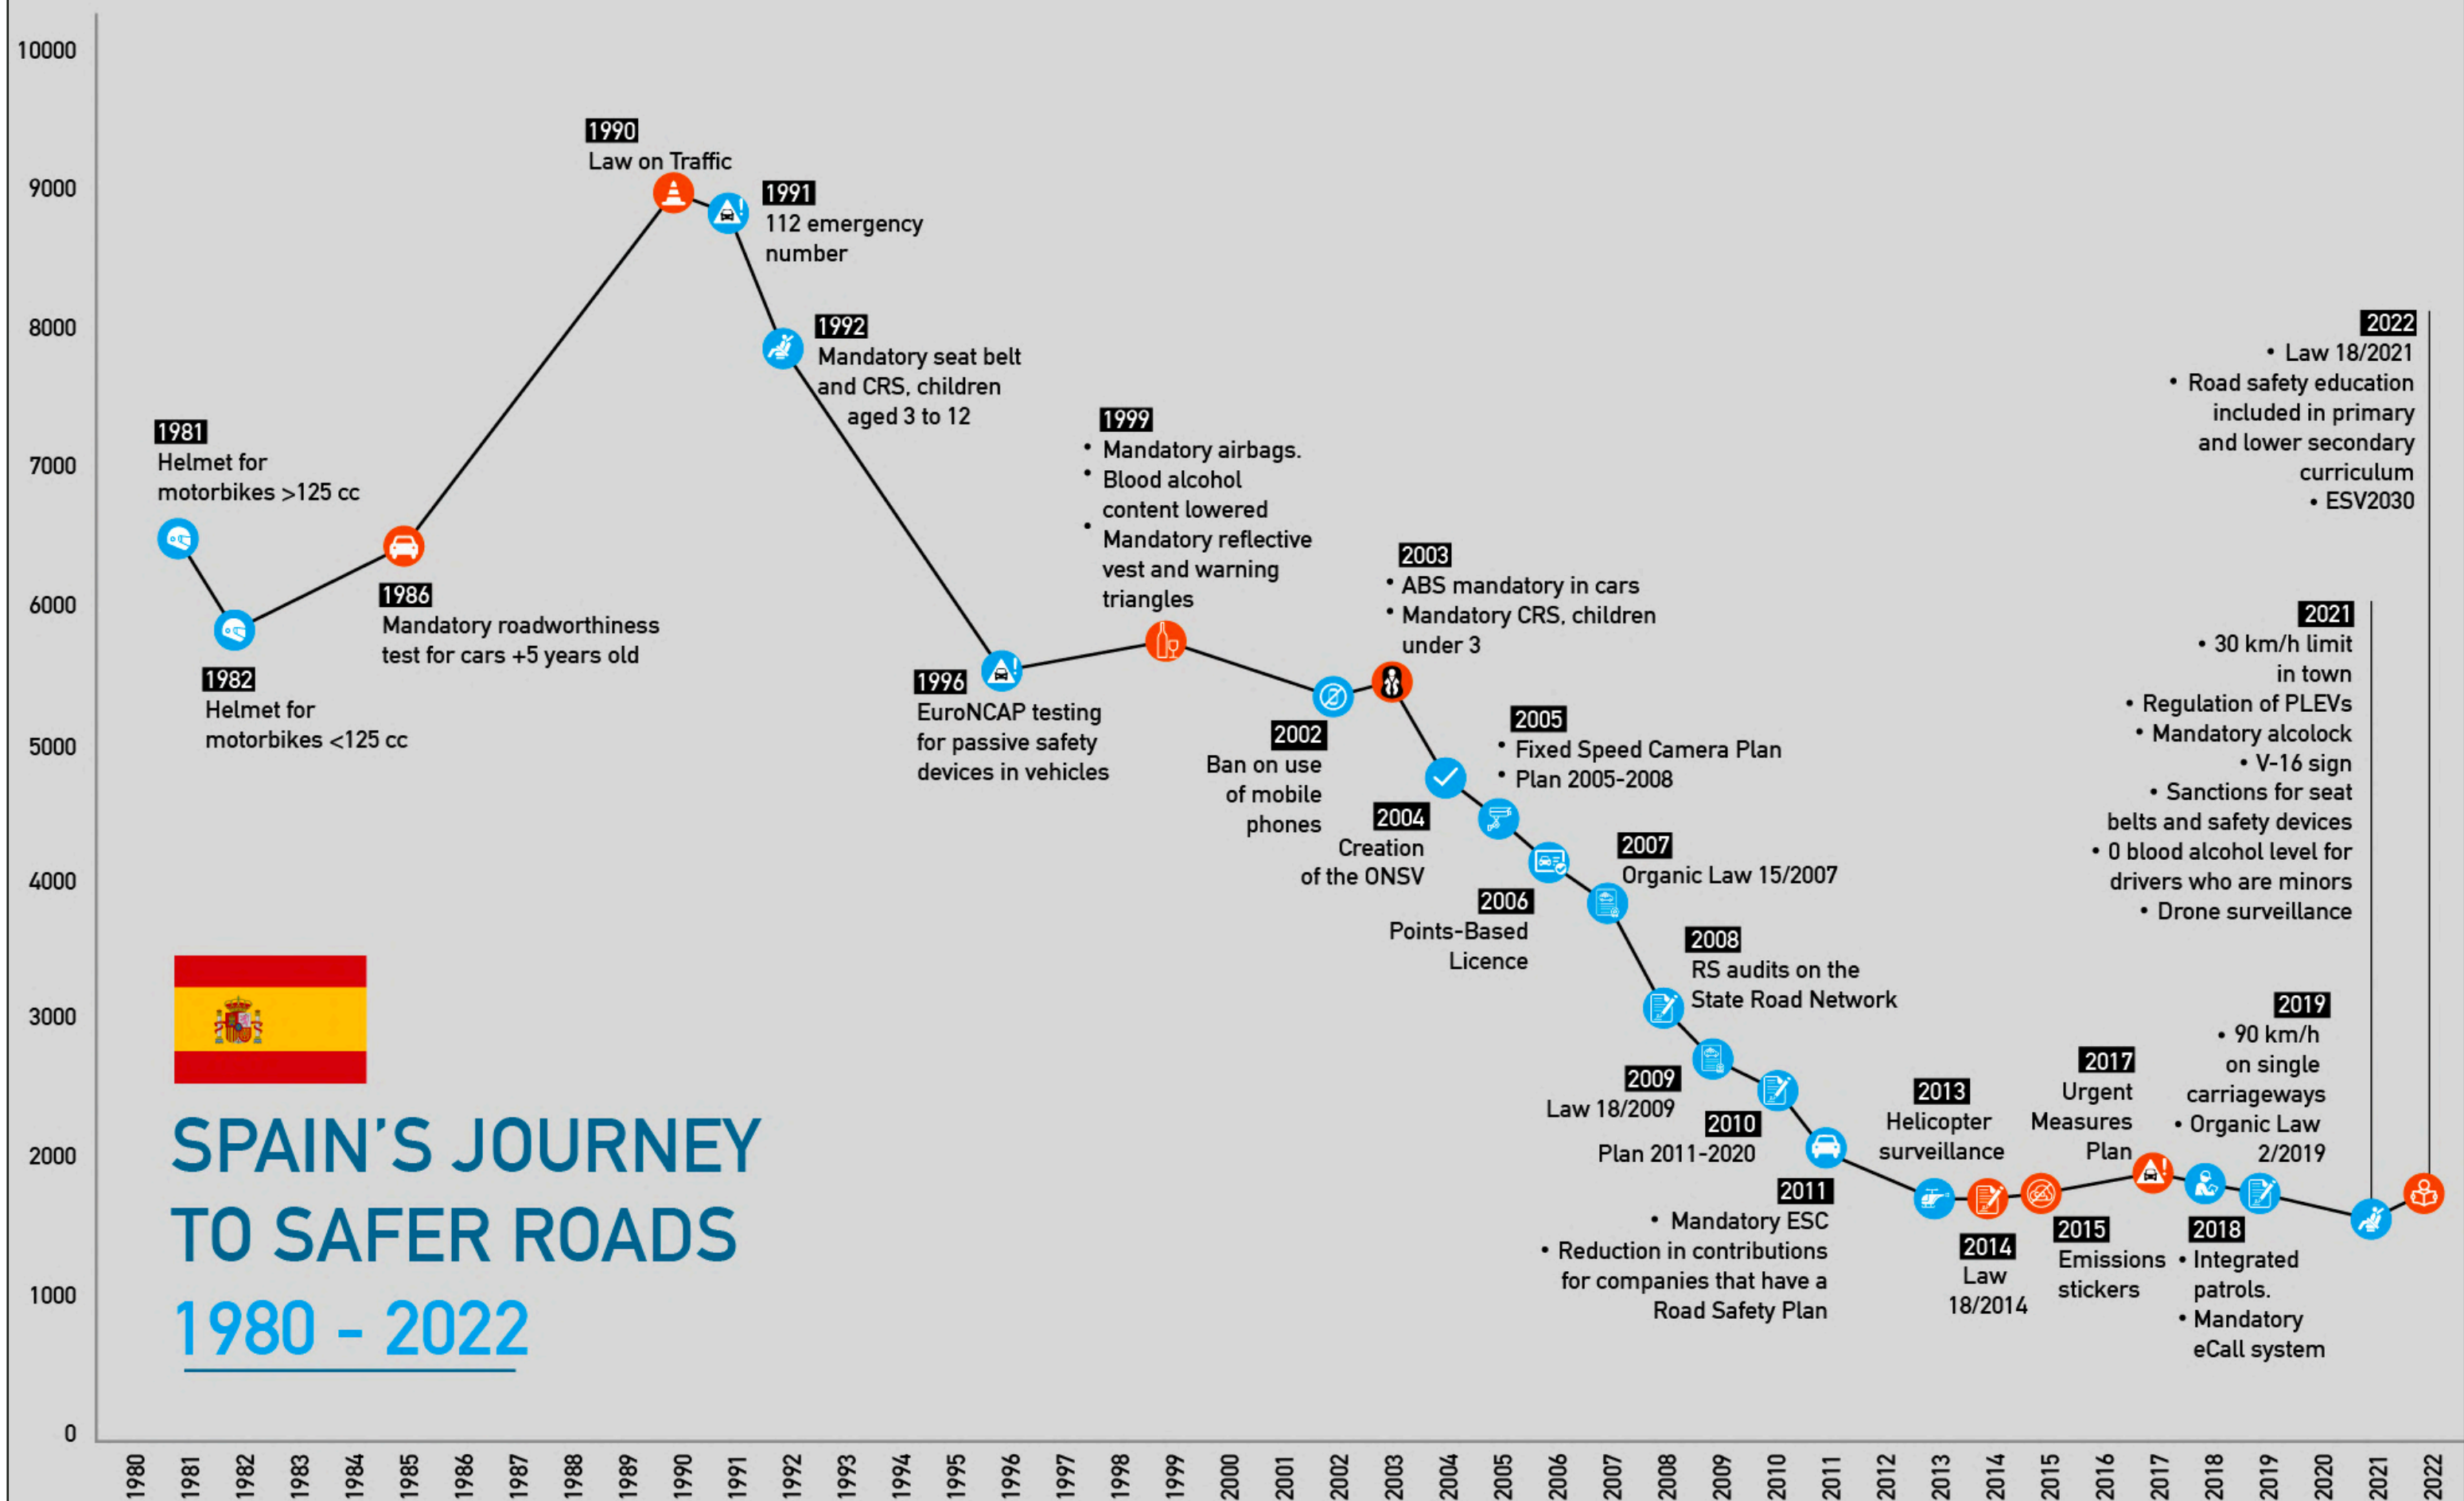 10000
9000
8000
7000
6000
5000
4000
3000
2000
1000
0
1981
Helmet for
motorbikes >125 cc
1982
Helmet for
motorbikes <125 cc
1986
Mandatory roadworthiness
test for cars +5 years old
1990
Law on Traffic
1991
112 emergency
number
1992
Mandatory seat belt
and CRS, children
aged 3 to 12
1996
EuroNCAP testing
for passive safety
devices in vehicles
1999
• Mandatory airbags.
• Blood alcohol
content lowered
• Mandatory reflective
vest and warning
triangles
2002
Ban on use
of mobile
phones
2003
• ABS mandatory in cars
• Mandatory CRS, children
under 3
2004
Creation
of the ONSV
2005
• Fixed Speed Camera Plan
• Plan 2005-2008
2006
Points-Based
Licence
2007
Organic Law 15/2007
2008
RS audits on the
State Road Network
2009
Law 18/2009
2010
Plan 2011-2020
2011
• Mandatory ESC
• Reduction in contributions
for companies that have a
Road Safety Plan
2013
Helicopter
surveillance
2014
Law
18/2014
2015
Emissions
stickers
2017
Urgent
Measures
Plan
2018
• Integrated
patrols.
• Mandatory
eCall system
2019
• 90 km/h
on single
carriageways
• Organic Law
2/2019
2021
• 30 km/h limit
in town
• Regulation of PLEVs
• Mandatory alcolock
• V-16 sign
• Sanctions for seat
belts and safety devices
• 0 blood alcohol level for
drivers who are minors
• Drone surveillance
2022
• Law 18/2021
• Road safety education
included in primary
and lower secondary
curriculum
• ESV2030
SPAIN'S JOURNEY
TO SAFER ROADS
1980 - 2022
1980
1981
1982
1983
1984
1985
1986
1987
1988
1989
1990
1991
1992
1993
1994
1995
1996
1997
1998
1999
2000
2001
2002
2003
2004
2005
2006
2007
2008
2009
2010
2011
2012
2013
2014
2015
2016
2017
2018
2019
2020
2021
2022